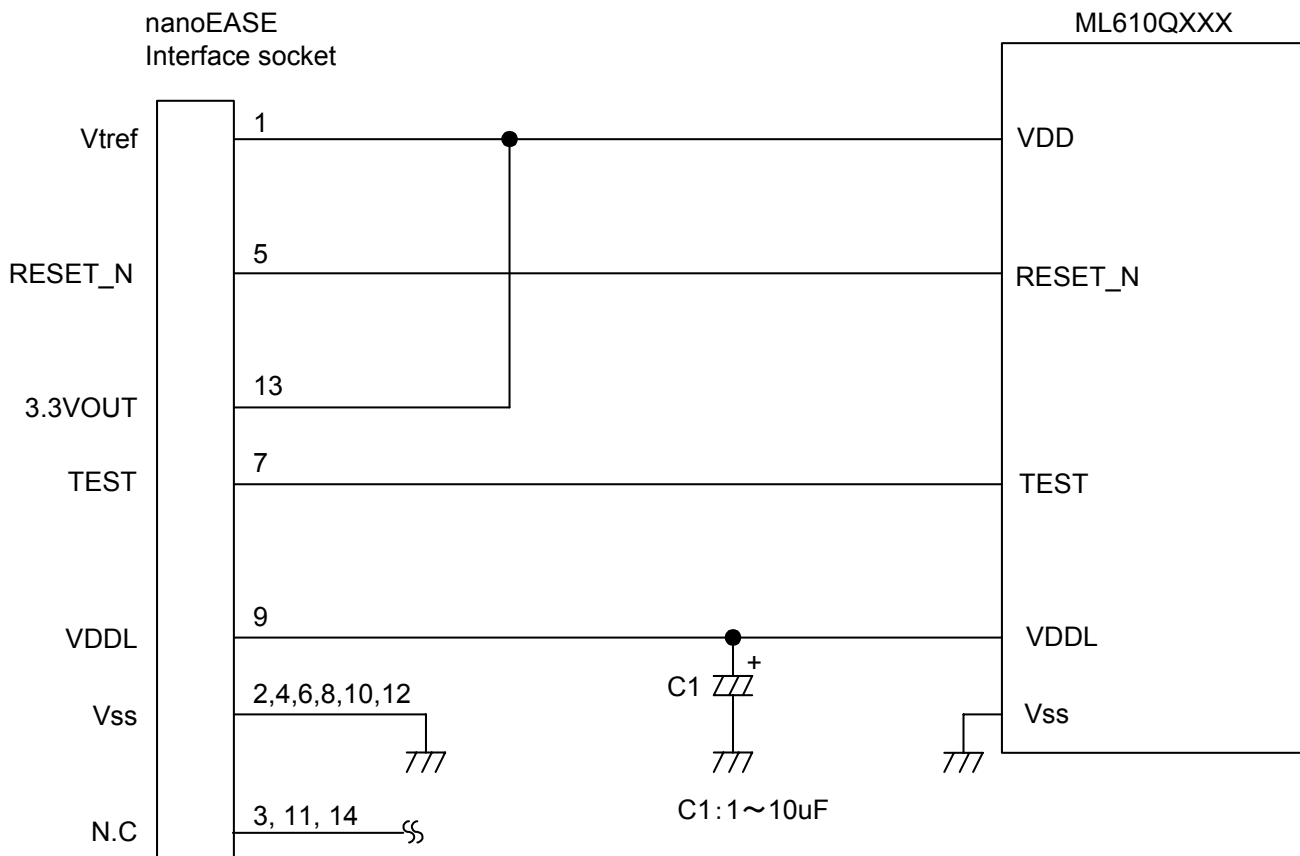 nanoEASE
Interface socket
ML610QXXX
Vtref
1
VDD
RESET_N
5
RESET_N
3.3VOUT
13
TEST
7
TEST
VDDL
9
VDDL
C1
+
Vss
2,4,6,8,10,12
Vss
C1:1～10uF
N.C
3, 11, 14